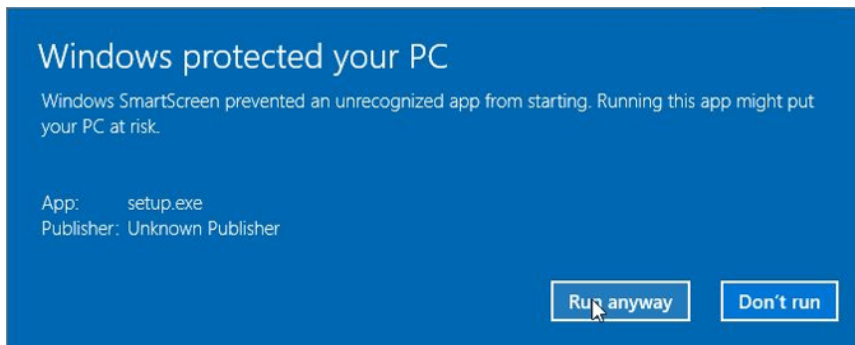 Windows protected your PC
Windows SmartScreen prevented an unrecognized app from starting. Running this app might put
your PC at risk.
App: setup.exe
Publisher: Unknown Publisher
Run anyway Don't run